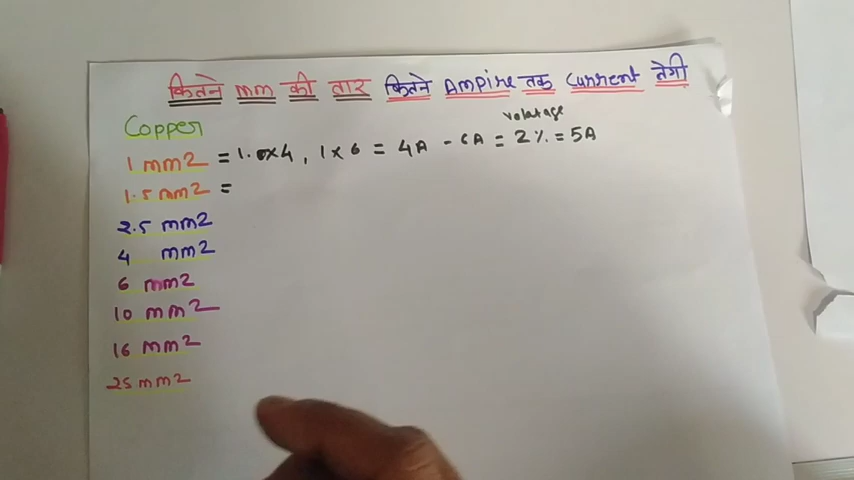 कितने mm की तार कितने Ampire तक Current लेगी
Copper
volatage
1 mm2 = 1.0x4, 1x6 = 4A - 6A = 2% = 5A
1.5 mm2 =
2.5 mm2
4 mm2
6 mm2
10 mm2
16 mm2
25 mm2